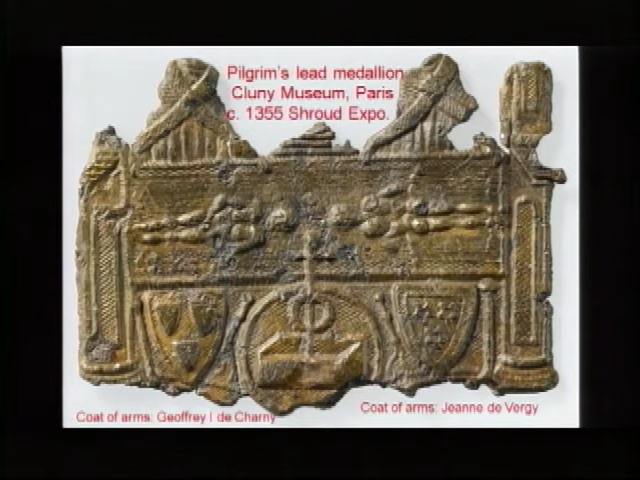 Pilgrim's lead medallion
Cluny Museum, Paris
c. 1355 Shroud Expo.
Coat of arms: Geoffrey I de Charny
Coat of arms: Jeanne de Vergy